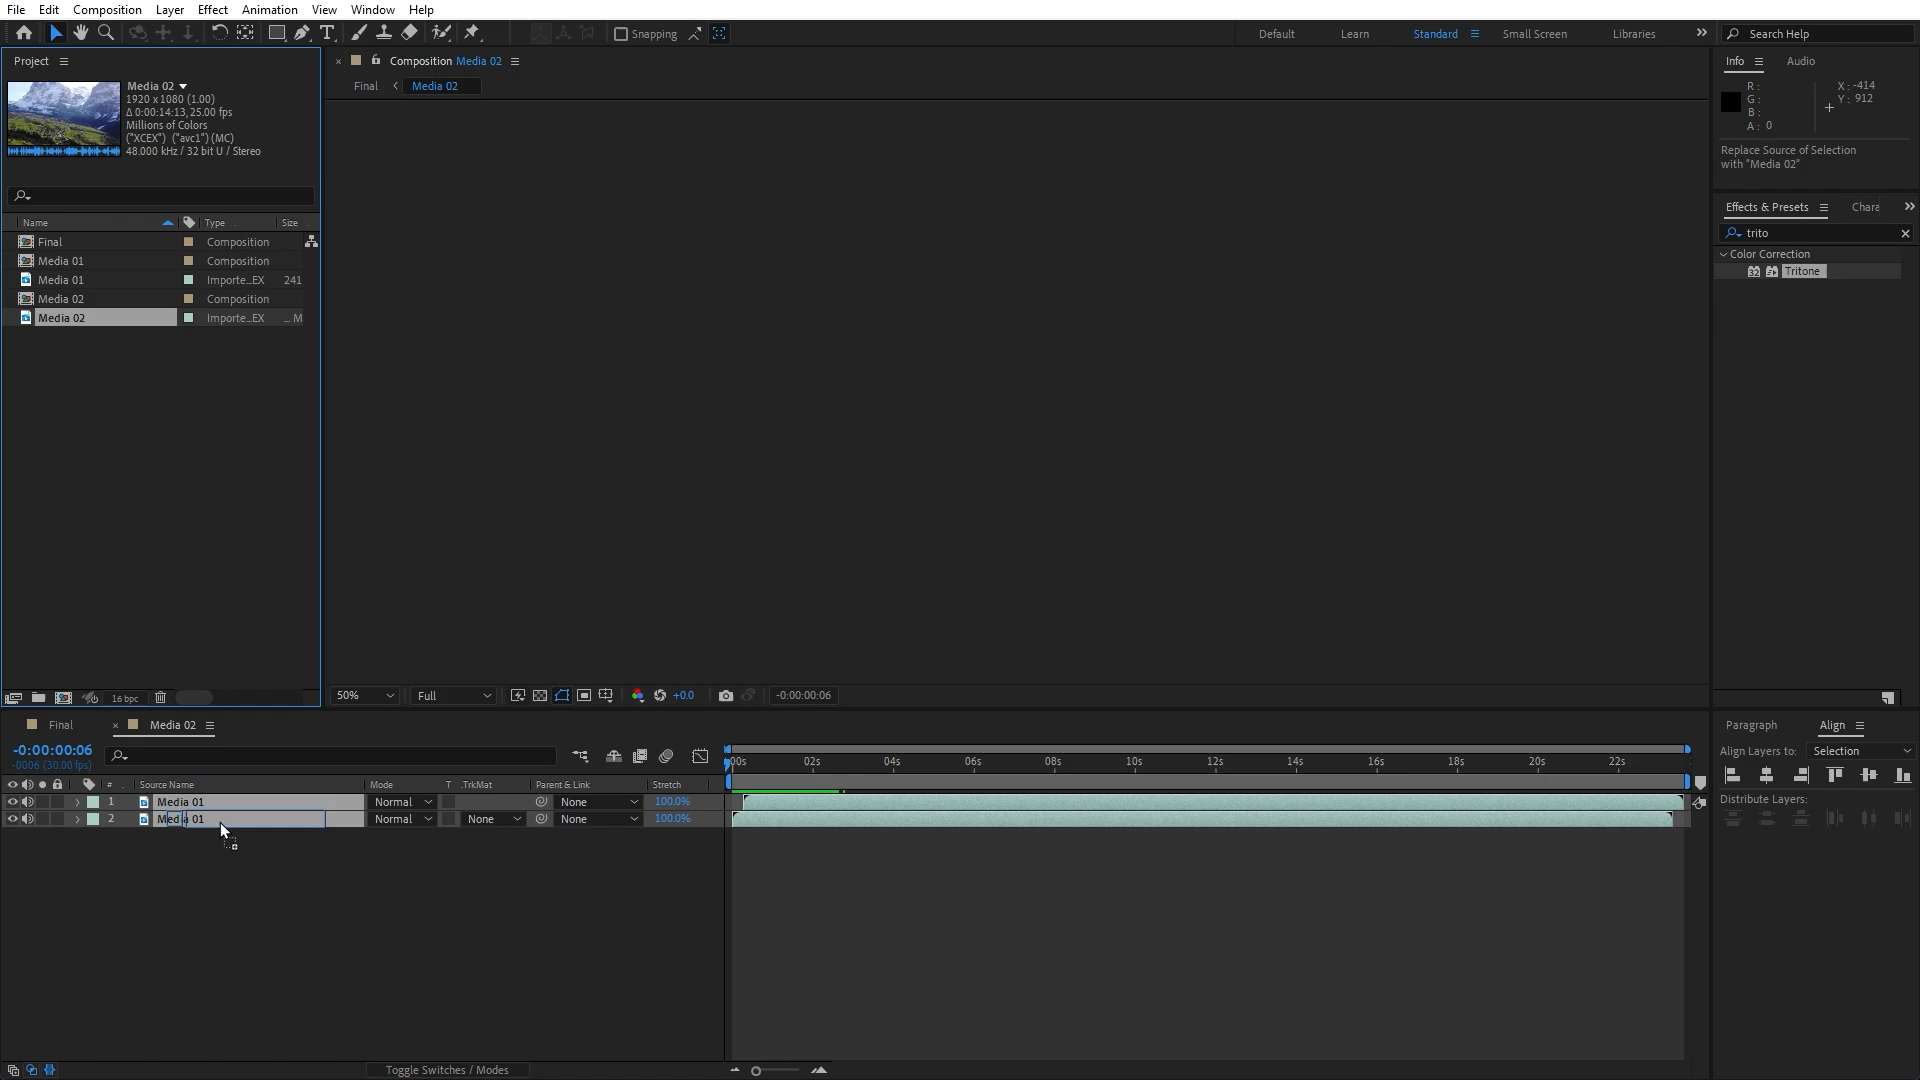 File Edit Composition Layer Effect Animation View Window Help
Snapping
Default Learn Standard Small Screen Libraries
Search Help
Project
Media 02
1920 x 1080 (1.00)
Δ 0:00:14:13, 25.00 fps
Millions of Colors
("XCEX") ("avc1") (MC)
48.000 kHz / 32 bit U / Stereo
Name Type Size
Final Composition
Media 01 Composition
Media 01 Importe...EX 241
Media 02 Composition
Media 02 Importe...EX ... M
16 bpc
Composition Media 02
Final Media 02
50% Full +0.0 -0:00:00:06
Info Audio
R :
G :
B :
A : 0
X : -414
Y : 912
Replace Source of Selection
with "Media 02"
Effects & Presets Chara
trito
Color Correction
32 Tritone
Final Media 02
-0:00:00:06
-0006 (30.00 fps)
:00s 02s 04s 06s 08s 10s 12s 14s 16s 18s 20s 22s
# Source Name Mode T .TrkMat Parent & Link Stretch
1 Media 01 Normal None 100.0%
2 Media 01 Normal None None 100.0%
Toggle Switches / Modes
Paragraph Align
Align Layers to: Selection
Distribute Layers: